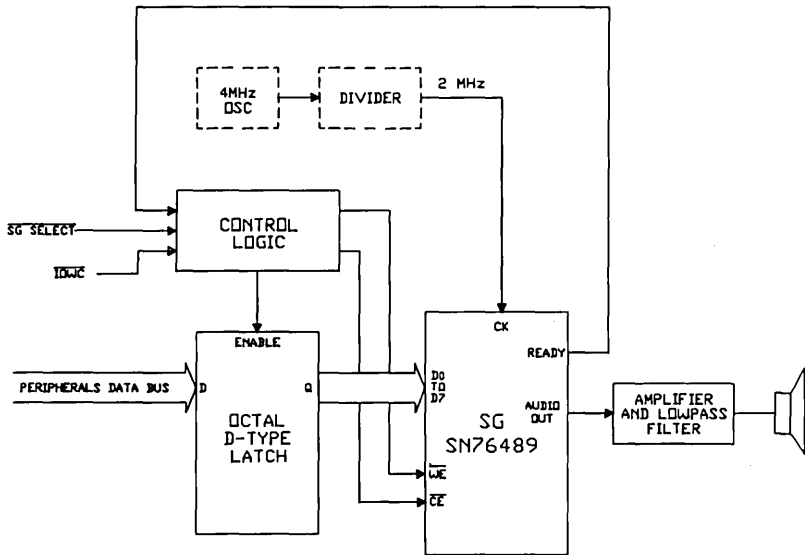 4MHz
OSC
DIVIDER
2 MHz
SG SELECT
IOWC
CONTROL
LOGIC
ENABLE
PERIPHERALS DATA BUS
D
Q
OCTAL
D-TYPE
LATCH
CK
READY
D0
TO
D7
AUDIO
OUT
SG
SN76489
WE
CE
AMPLIFIER
AND LOWPASS
FILTER